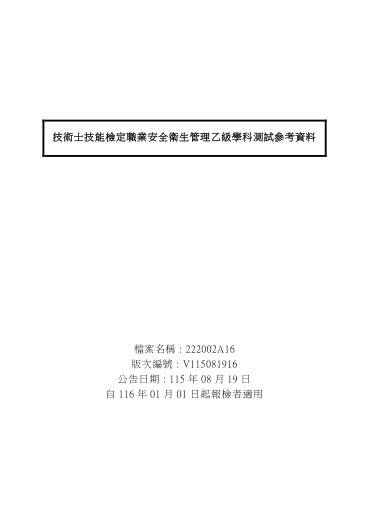 技術士技能檢定職業安全衛生管理乙級學科測試參考資料
檔案名稱：222002A16
版次編號：V115081916
公告日期：115 年 08 月 19 日
自 116 年 01 月 01 日起報檢者適用